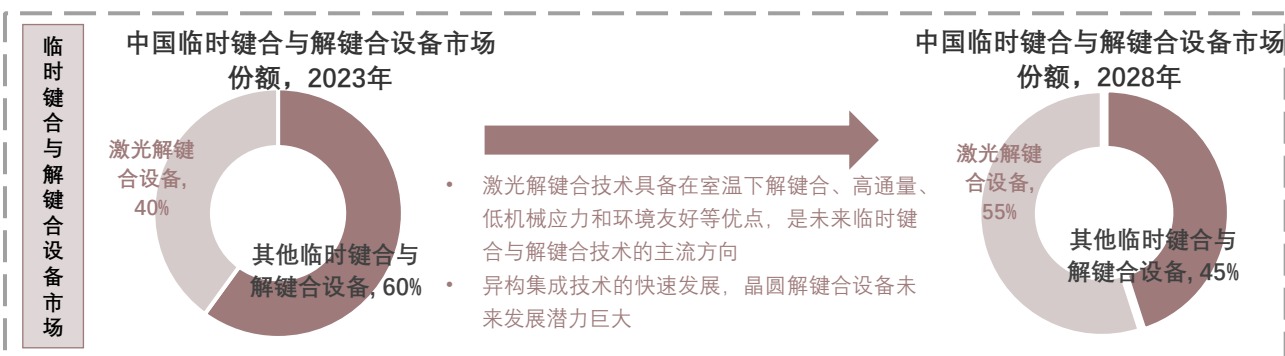 临时键合与解键合设备市场
中国临时键合与解键合设备市场
份额，2023年
激光解键
合设备,
40%
其他临时键合与
解键合设备, 60%
• 激光解键合技术具备在室温下解键合、高通量、
低机械应力和环境友好等优点，是未来临时键
合与解键合技术的主流方向
• 异构集成技术的快速发展，晶圆解键合设备未
来发展潜力巨大
中国临时键合与解键合设备市场
份额，2028年
激光解键
合设备,
55%
其他临时键合与
解键合设备, 45%